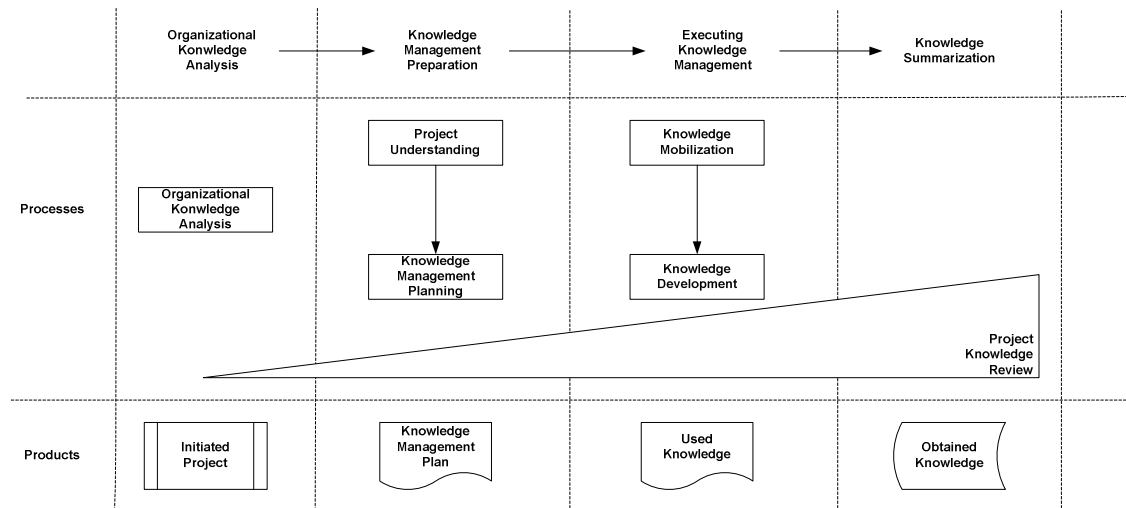 Organizational
Konwledge
Analysis
Knowledge
Management
Preparation
Executing
Knowledge
Management
Knowledge
Summarization
Processes
Organizational
Konwledge
Analysis
Project
Understanding
Knowledge
Management
Planning
Knowledge
Mobilization
Knowledge
Development
Project
Knowledge
Review
Products
Initiated
Project
Knowledge
Management
Plan
Used
Knowledge
Obtained
Knowledge